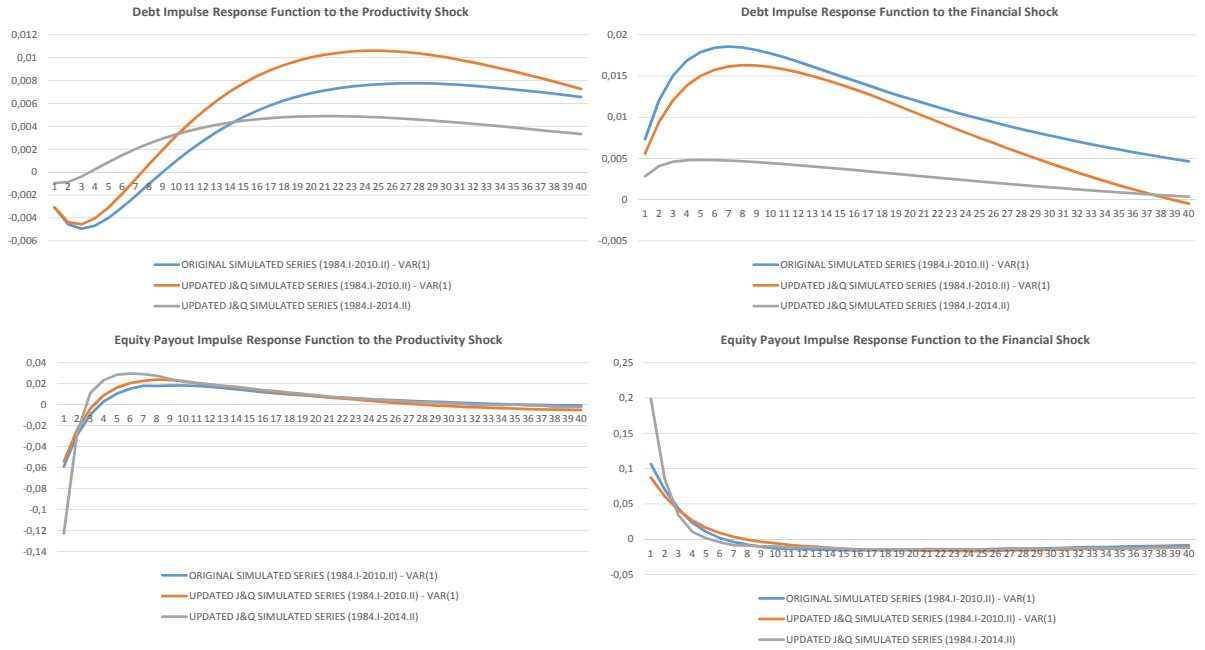 Debt Impulse Response Function to the Productivity Shock
0,012
0,01
0,008
0,006
0,004
0,002
0
-0,002
-0,004
-0,006
1 2 3 4 5 6 7 8 9 10 11 12 13 14 15 16 17 18 19 20 21 22 23 24 25 26 27 28 29 30 31 32 33 34 35 36 37 38 39 40
ORIGINAL SIMULATED SERIES (1984.I-2010.II) - VAR(1)
UPDATED J&Q SIMULATED SERIES (1984.I-2010.II) - VAR(1)
UPDATED J&Q SIMULATED SERIES (1984.I-2014.II)
Debt Impulse Response Function to the Financial Shock
0,02
0,015
0,01
0,005
0
-0,005
1 2 3 4 5 6 7 8 9 10 11 12 13 14 15 16 17 18 19 20 21 22 23 24 25 26 27 28 29 30 31 32 33 34 35 36 37 38 39 40
ORIGINAL SIMULATED SERIES (1984.I-2010.II) - VAR(1)
UPDATED J&Q SIMULATED SERIES (1984.I-2010.II) - VAR(1)
UPDATED J&Q SIMULATED SERIES (1984.I-2014.II)
Equity Payout Impulse Response Function to the Productivity Shock
0,04
0,02
0
-0,02
-0,04
-0,06
-0,08
-0,1
-0,12
-0,14
1 2 3 4 5 6 7 8 9 10 11 12 13 14 15 16 17 18 19 20 21 22 23 24 25 26 27 28 29 30 31 32 33 34 35 36 37 38 39 40
ORIGINAL SIMULATED SERIES (1984.I-2010.II) - VAR(1)
UPDATED J&Q SIMULATED SERIES (1984.I-2010.II) - VAR(1)
UPDATED J&Q SIMULATED SERIES (1984.I-2014.II)
Equity Payout Impulse Response Function to the Financial Shock
0,25
0,2
0,15
0,1
0,05
0
-0,05
1 2 3 4 5 6 7 8 9 10 11 12 13 14 15 16 17 18 19 20 21 22 23 24 25 26 27 28 29 30 31 32 33 34 35 36 37 38 39 40
ORIGINAL SIMULATED SERIES (1984.I-2010.II) - VAR(1)
UPDATED J&Q SIMULATED SERIES (1984.I-2010.II) - VAR(1)
UPDATED J&Q SIMULATED SERIES (1984.I-2014.II)